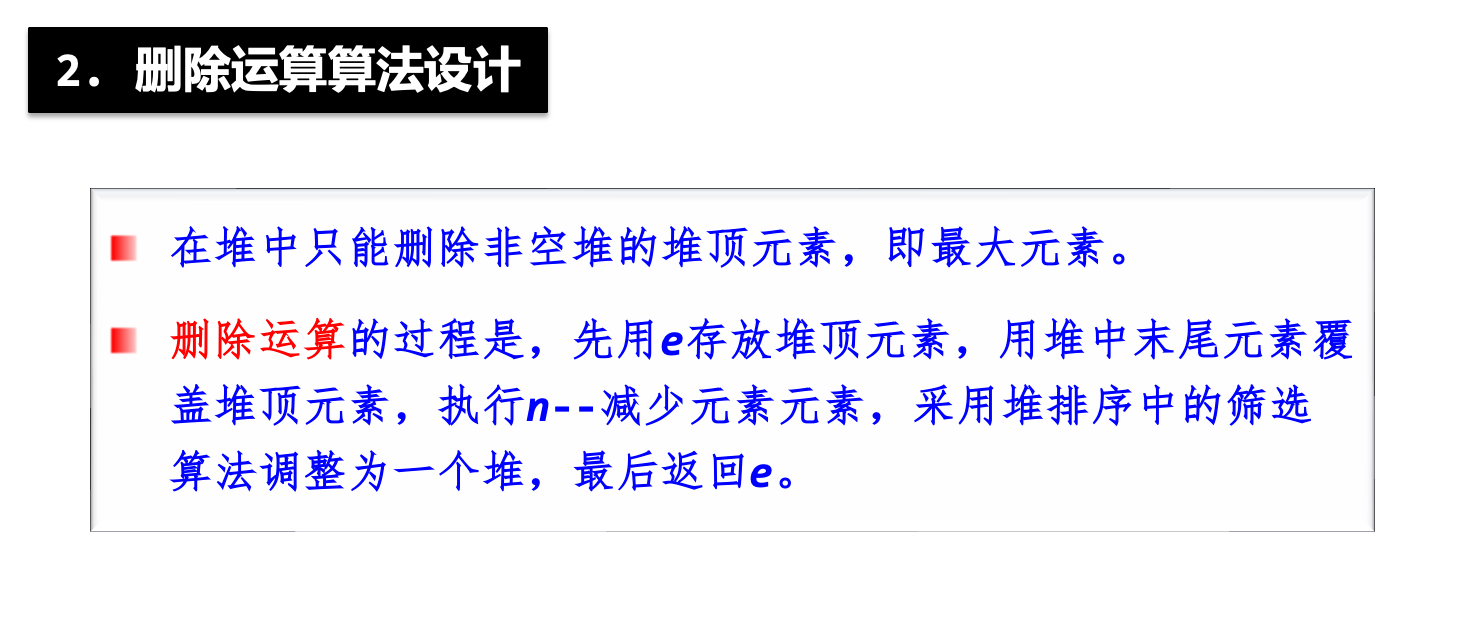 2. 删除运算算法设计
在堆中只能删除非空堆的堆顶元素，即最大元素。
删除运算的过程是，先用e存放堆顶元素，用堆中末尾元素覆
盖堆顶元素，执行n--减少元素元素，采用堆排序中的筛选
算法调整为一个堆，最后返回e。